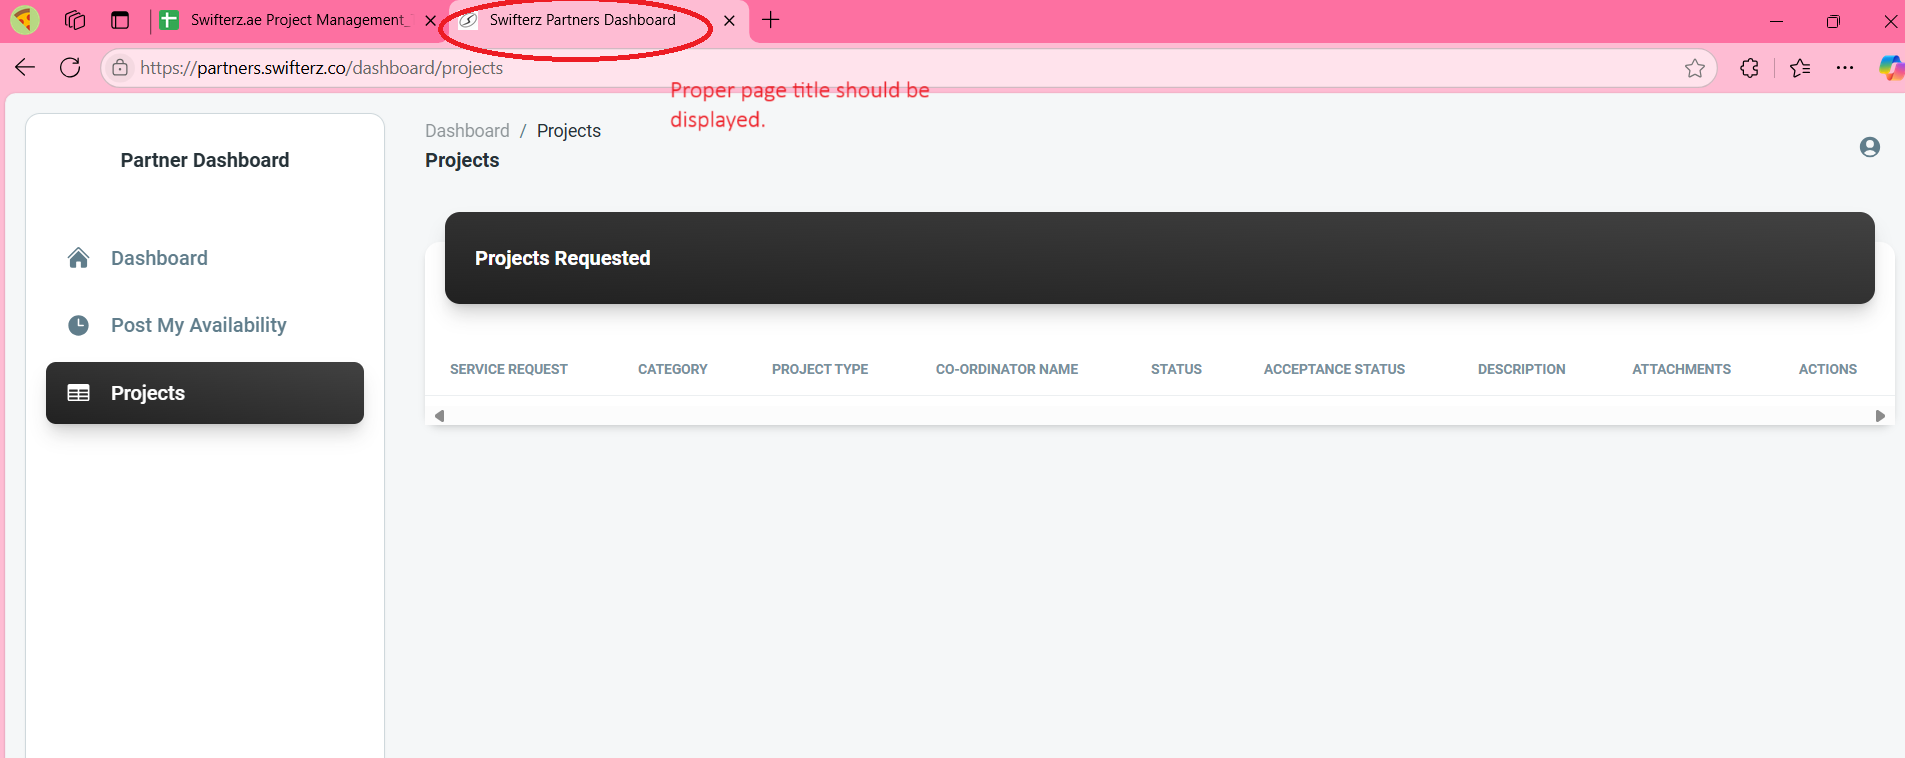 Swifterz.ae Project Management_
Swifterz Partners Dashboard
https://partners.swifterz.co/dashboard/projects
Proper page title should be
displayed.
Partner Dashboard
Dashboard
Post My Availability
Projects
Dashboard / Projects
Projects
Projects Requested
SERVICE REQUEST CATEGORY PROJECT TYPE CO-ORDINATOR NAME STATUS ACCEPTANCE STATUS DESCRIPTION ATTACHMENTS ACTIONS